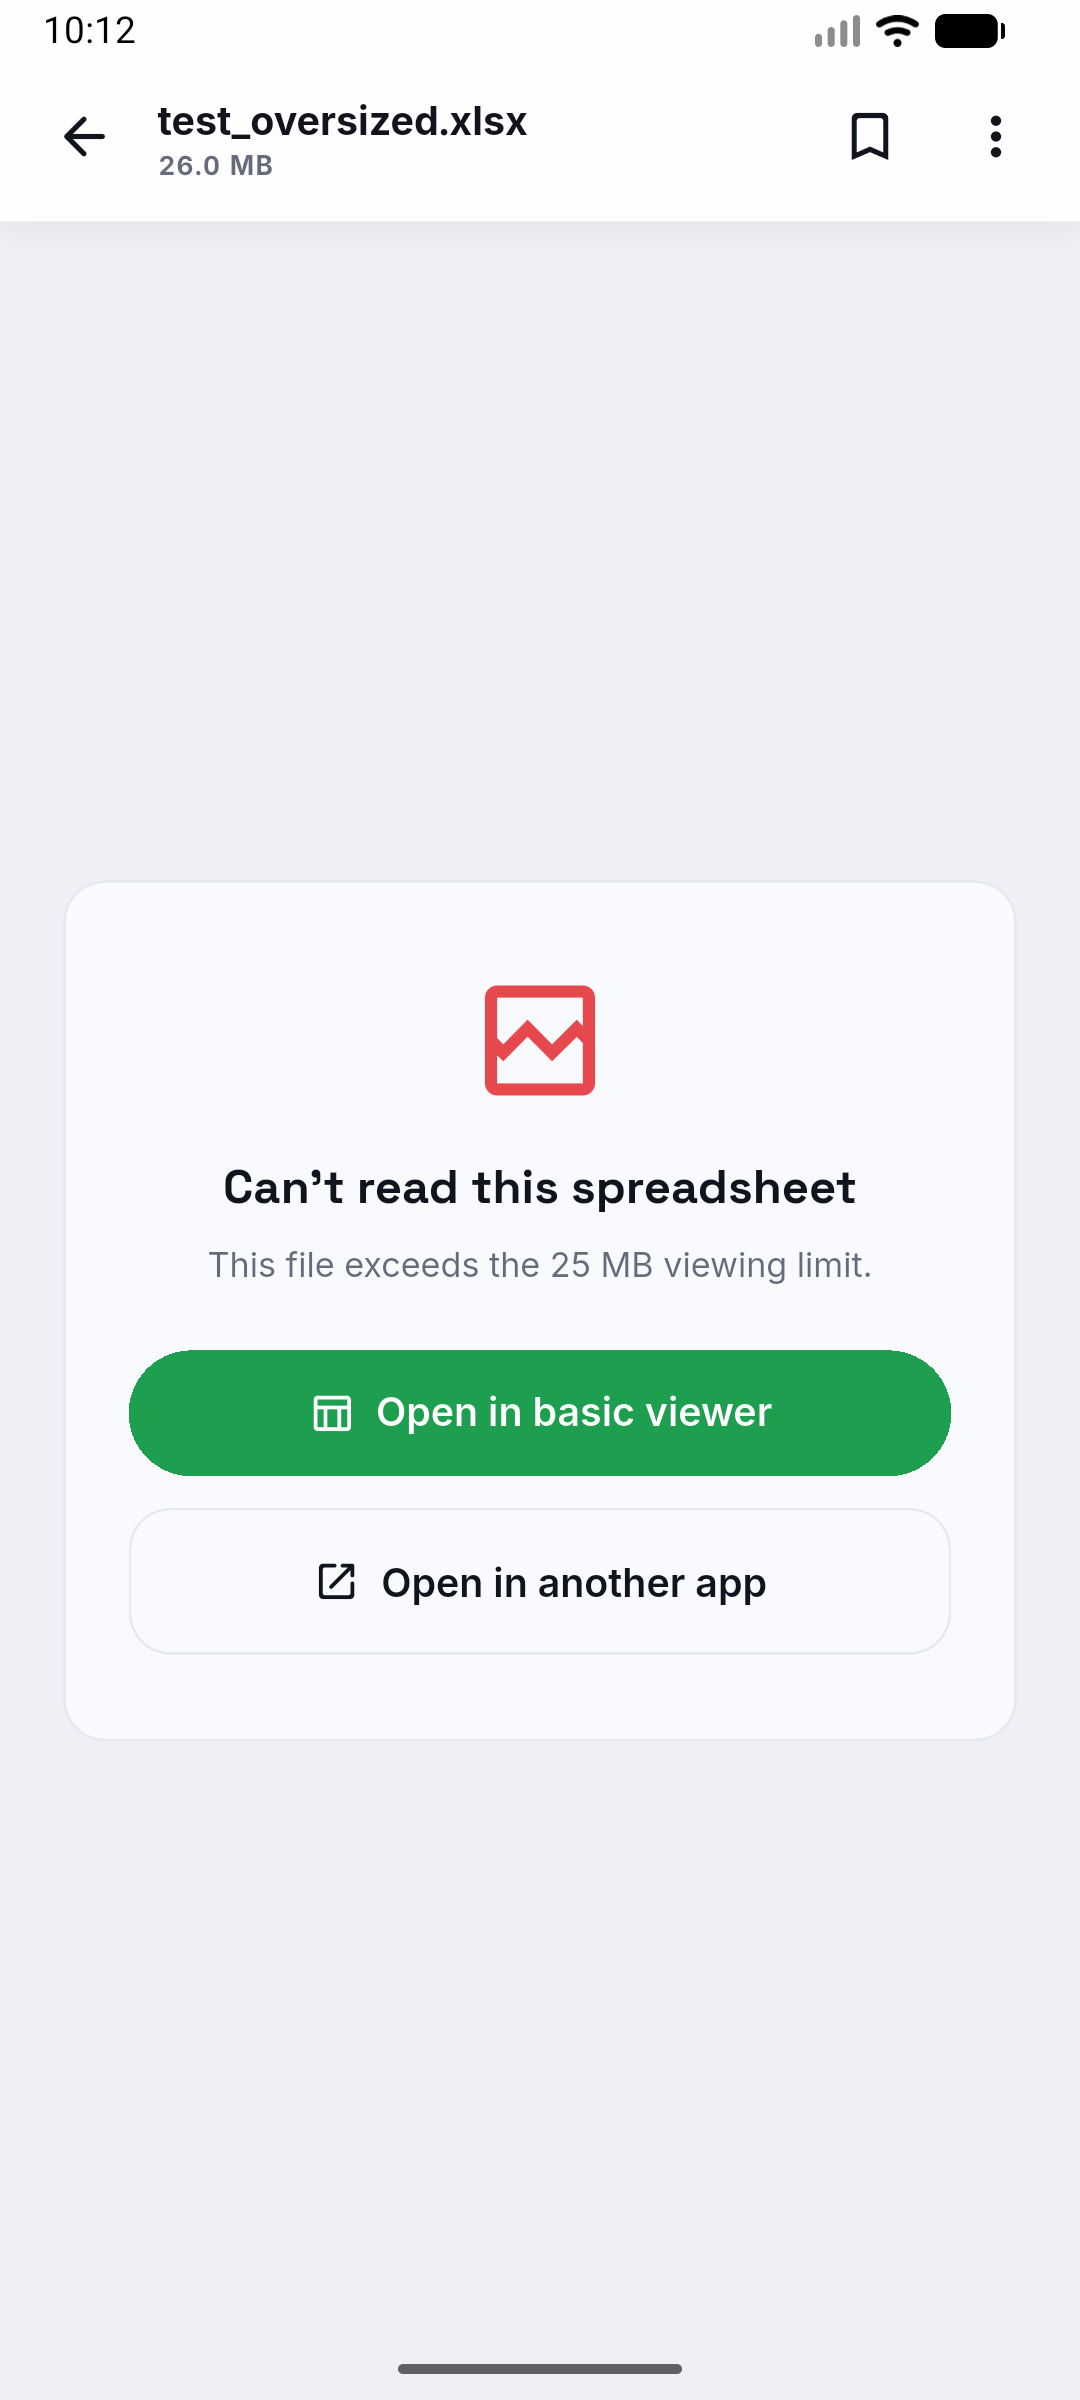 10:12
test_oversized.xlsx
26.0 MB
Can’t read this spreadsheet
This file exceeds the 25 MB viewing limit.
Open in basic viewer
Open in another app